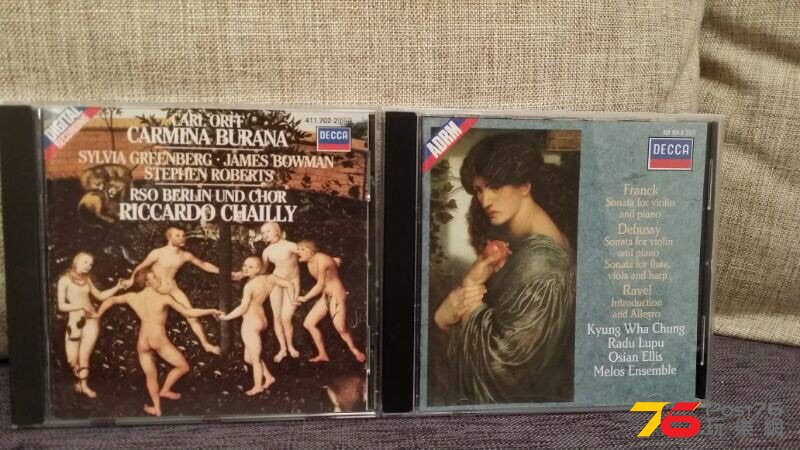 DIGITAL RECORDING
CARL ORFF
CARMINA BURANA
411 702-2
DECCA
SYLVIA GREENBERG · JAMES BOWMAN
STEPHEN ROBERTS
RSO BERLIN UND CHOR
RICCARDO CHAILLY
ADRM
DECCA
Franck
Sonata for violin
and piano
Debussy
Sonata for violin
and piano
Sonata for flute,
viola and harp
Ravel
Introduction
and Allegro
Kyung Wha Chung
Radu Lupu
Osian Ellis
Melos Ensemble
76
Post76
玩樂網